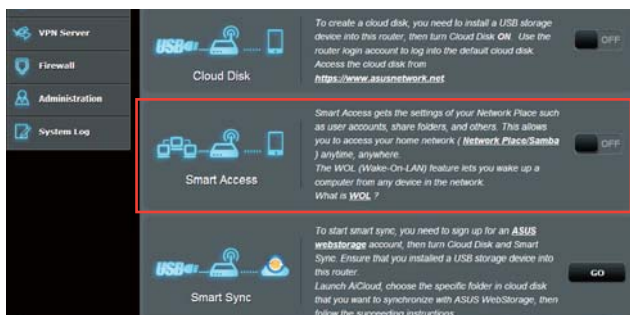 VPN Server
Firewall
Administration
System Log
USB
Cloud Disk
To create a cloud disk, you need to install a USB storage
device into this router, then turn Cloud Disk ON. Use the
router login account to log into the default cloud disk.
Access the cloud disk from
https://www.asusnetwork.net
OFF
Smart Access
Smart Access gets the settings of your Network Place such
as user accounts, share folders, and others. This allows
you to access your home network ( Network Place/Samba
) anytime, anywhere.
The WOL (Wake-On-LAN) feature lets you wake up a
computer from any device in the network.
What is WOL ?
OFF
USB
Smart Sync
To start smart sync, you need to sign up for an ASUS
webstorage account, then turn Cloud Disk and Smart
Sync. Ensure that you installed a USB storage device into
this router.
Launch AiCloud, choose the specific folder in cloud disk
that you want to synchronize with ASUS WebStorage, then
follow the succeeding instructions.
GO